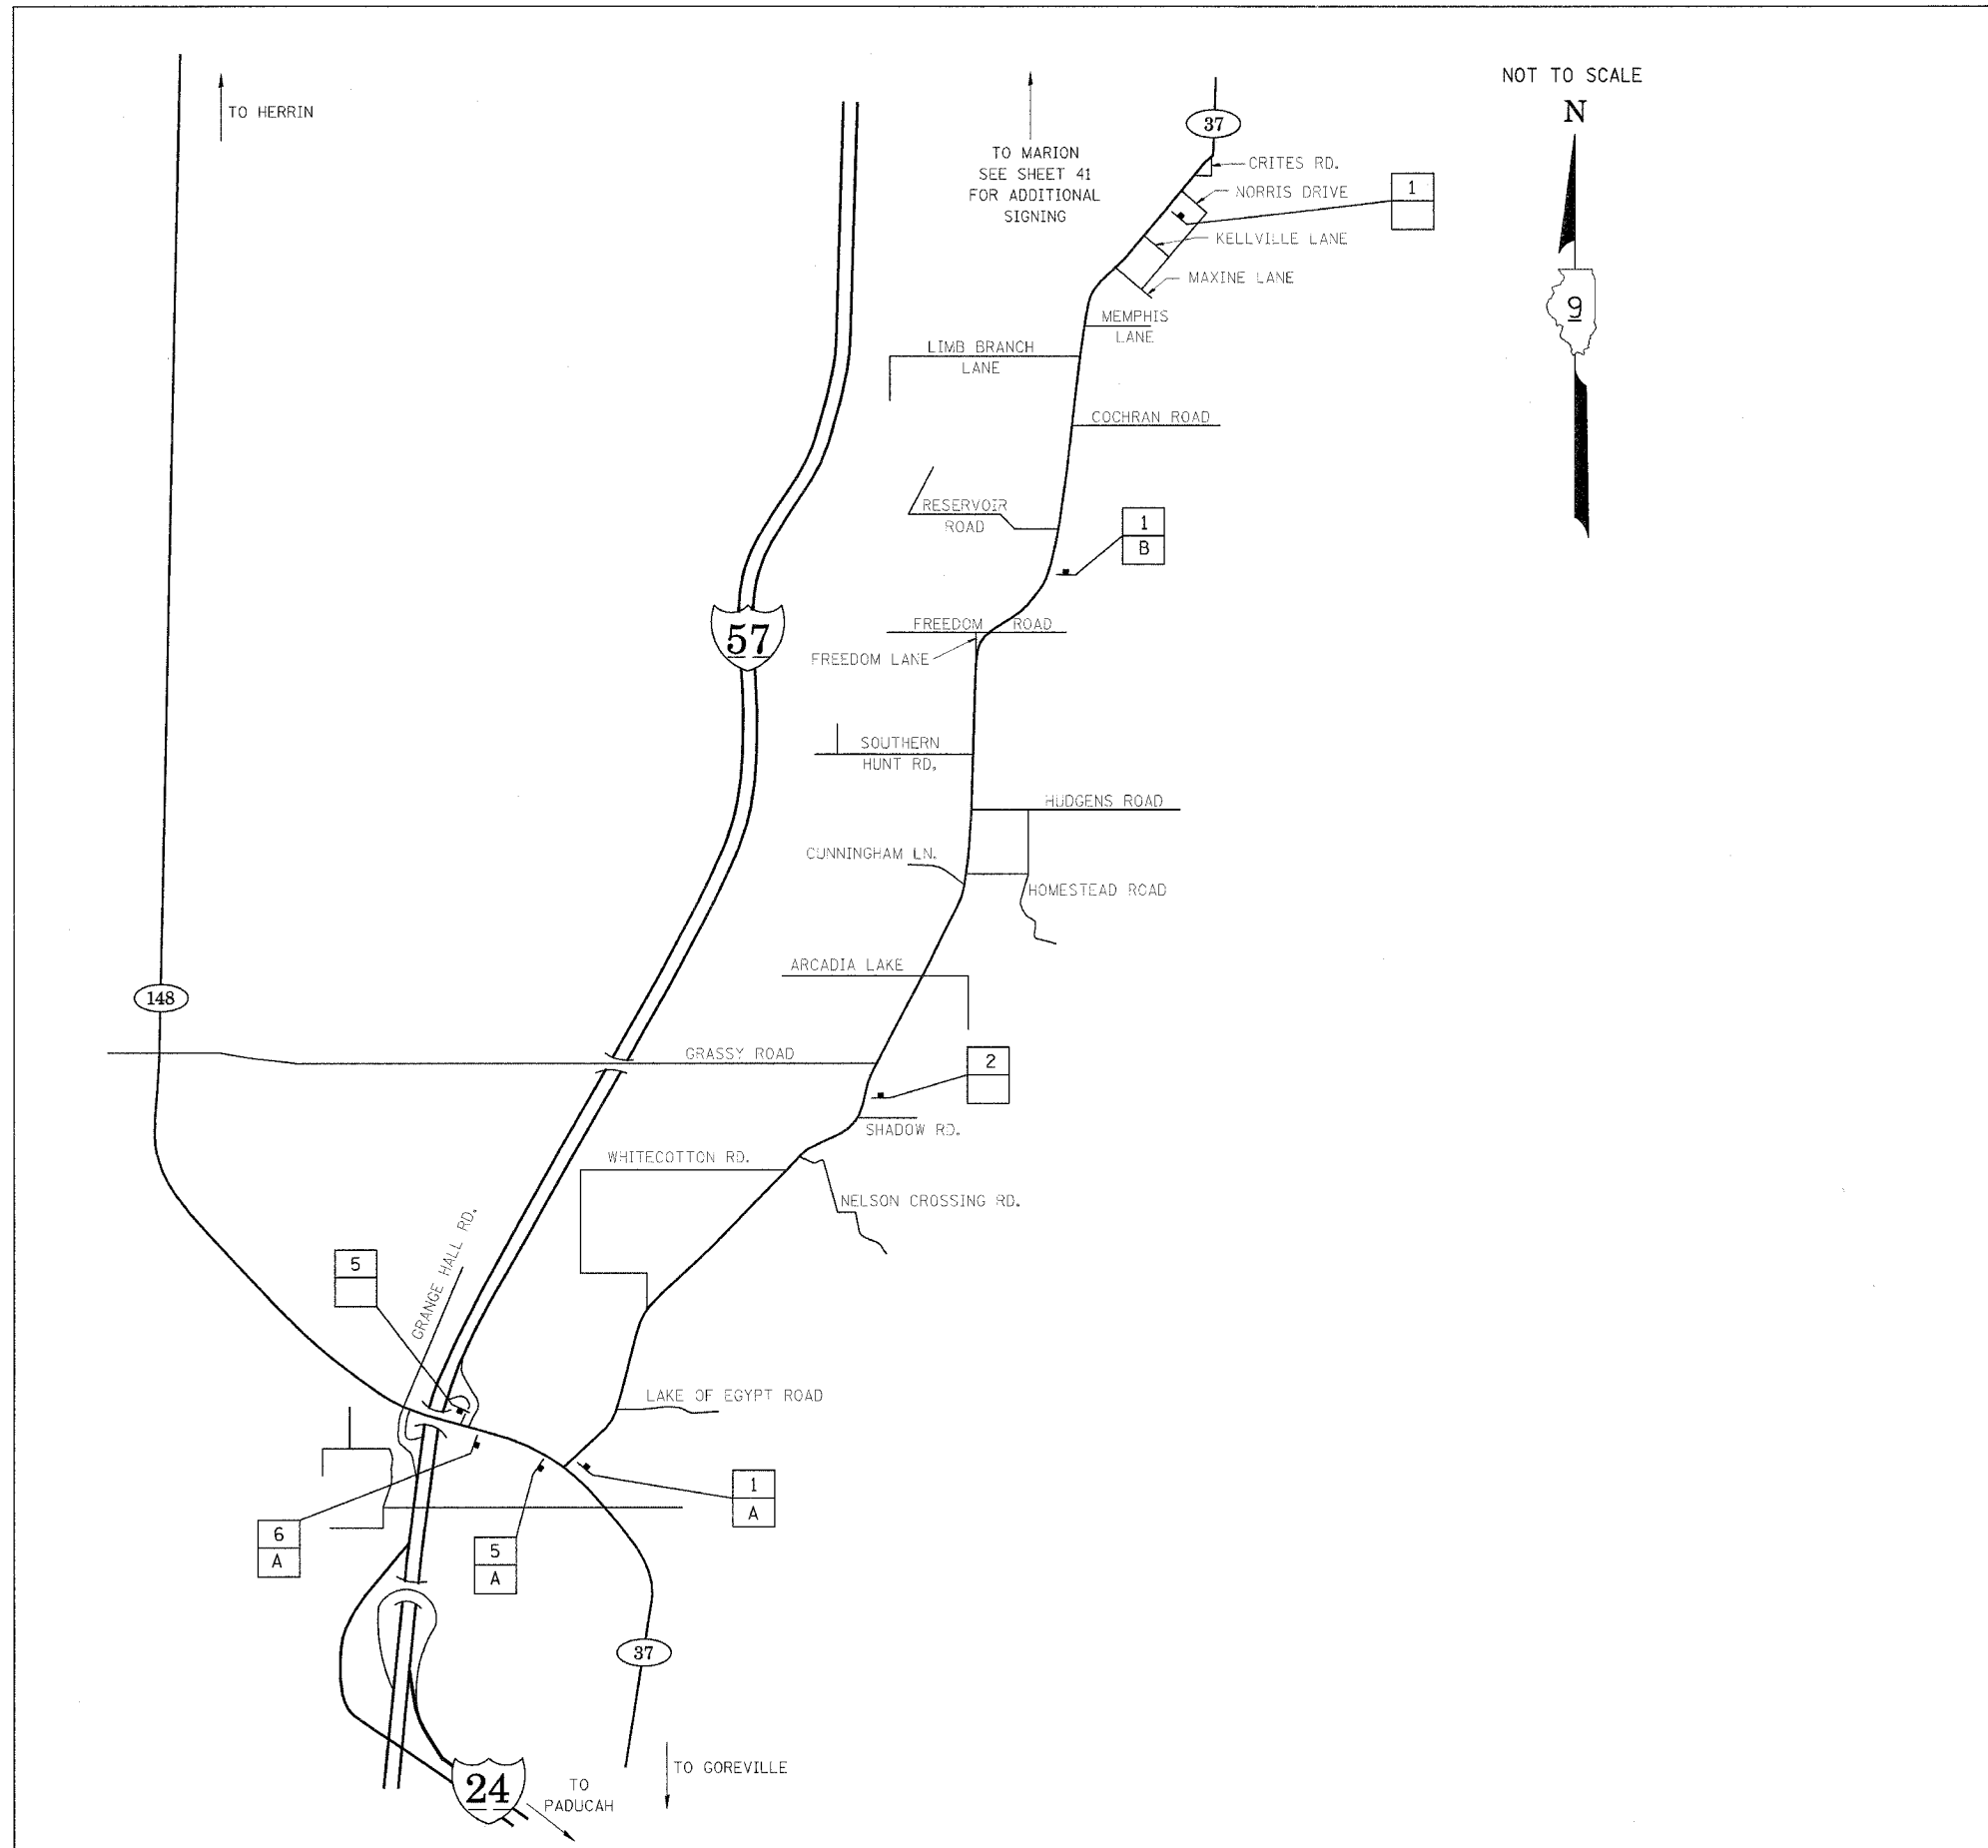 NOT TO SCALE
N
9
TO HERRIN
TO MARION
SEE SHEET 41
FOR ADDITIONAL
SIGNING
37
CRITES RD.
NORRIS DRIVE
1
KELLVILLE LANE
MAXINE LANE
MEMPHIS
LANE
LIMB BRANCH
LANE
COCHRAN ROAD
RESERVOIR
ROAD
1
B
57
FREEDOM ROAD
FREEDOM LANE
SOUTHERN
HUNT RD.
HUDGENS ROAD
CUNNINGHAM LN.
HOMESTEAD ROAD
ARCADIA LAKE
148
GRASSY ROAD
2
SHADOW RD.
WHITECOTTON RD.
NELSON CROSSING RD.
GRANGE HALL RD.
5
LAKE OF EGYPT ROAD
1
A
6
A
5
A
37
TO GOREVILLE
24
TO
PADUCAH